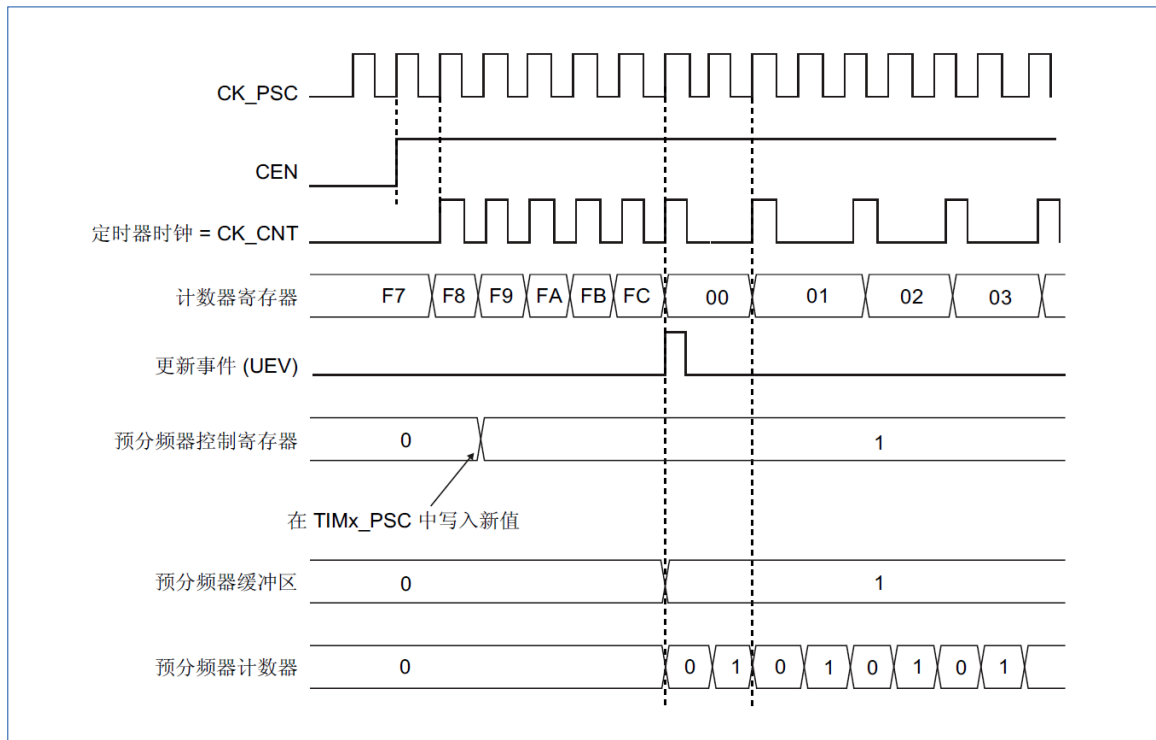 CK_PSC
CEN
定时器时钟 = CK_CNT
计数器寄存器 F7 F8 F9 FA FB FC 00 01 02 03
更新事件 (UEV)
预分频器控制寄存器 0 1
在 TIMx_PSC 中写入新值
预分频器缓冲区 0 1
预分频器计数器 0 0 1 0 1 0 1 0 1